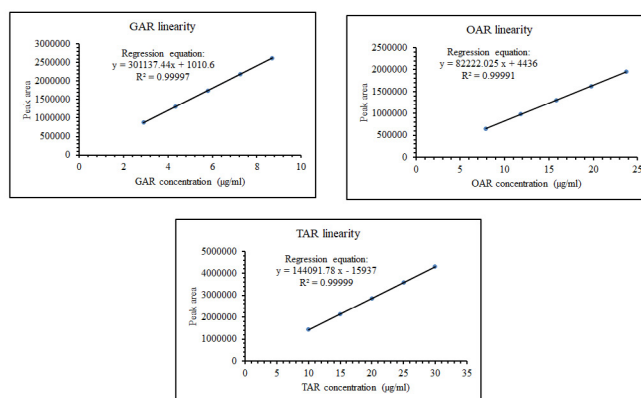 GAR linearity
Regression equation:
y = 301137.44x + 1010.6
R² = 0.99997
Peak area
3000000
2500000
2000000
1500000
1000000
500000
0
0 2 4 6 8 10
GAR concentration (µg/ml)
OAR linearity
Regression equation:
y = 82222.025 x + 4436
R² = 0.99991
Peak area
2500000
2000000
1500000
1000000
500000
0
0 5 10 15 20 25
OAR concentration (µg/ml)
TAR linearity
Regression equation:
y = 144091.78 x - 15937
R² = 0.99999
Peak area
5000000
4000000
3000000
2000000
1000000
0
0 5 10 15 20 25 30 35
TAR concentration (µg/ml)